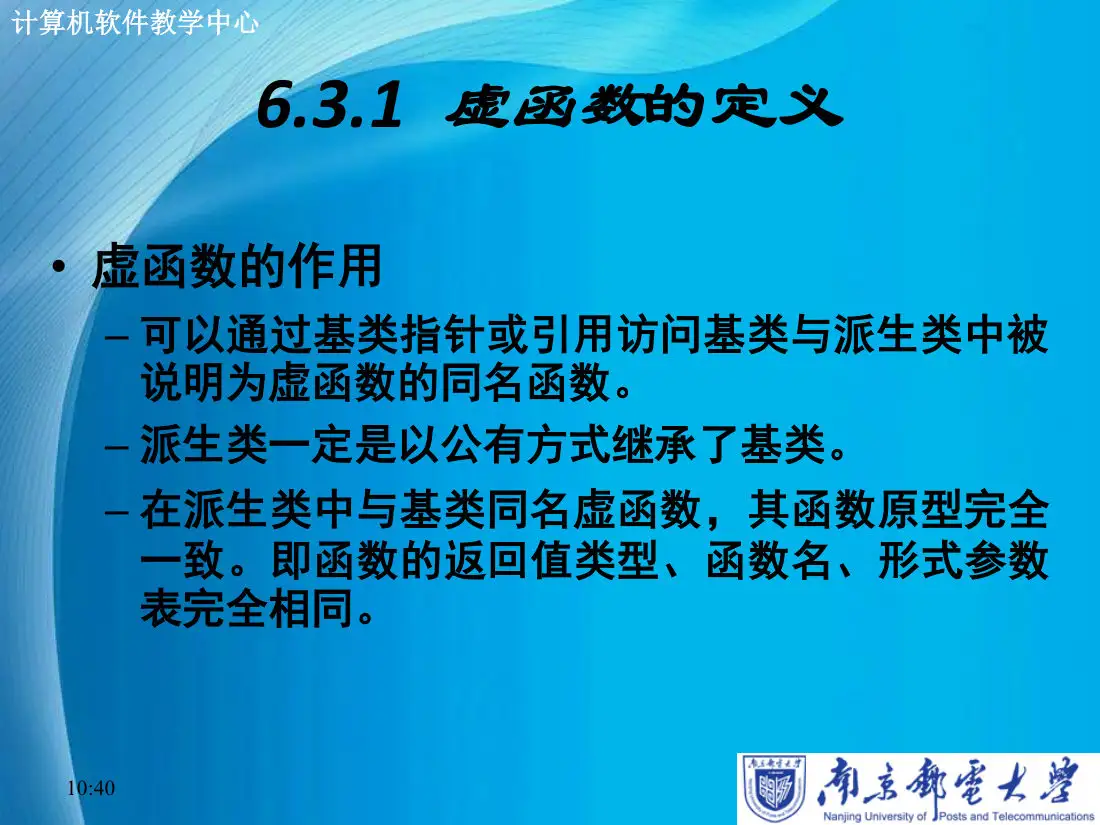 计算机软件教学中心
6.3.1 虚函数的定义
• 虚函数的作用
– 可以通过基类指针或引用访问基类与派生类中被
说明为虚函数的同名函数。
– 派生类一定是以公有方式继承了基类。
– 在派生类中与基类同名虚函数，其函数原型完全
一致。即函数的返回值类型、函数名、形式参数
表完全相同。
10:40
南京邮电大学
南京郵電大學
Nanjing University of Posts and Telecommunications